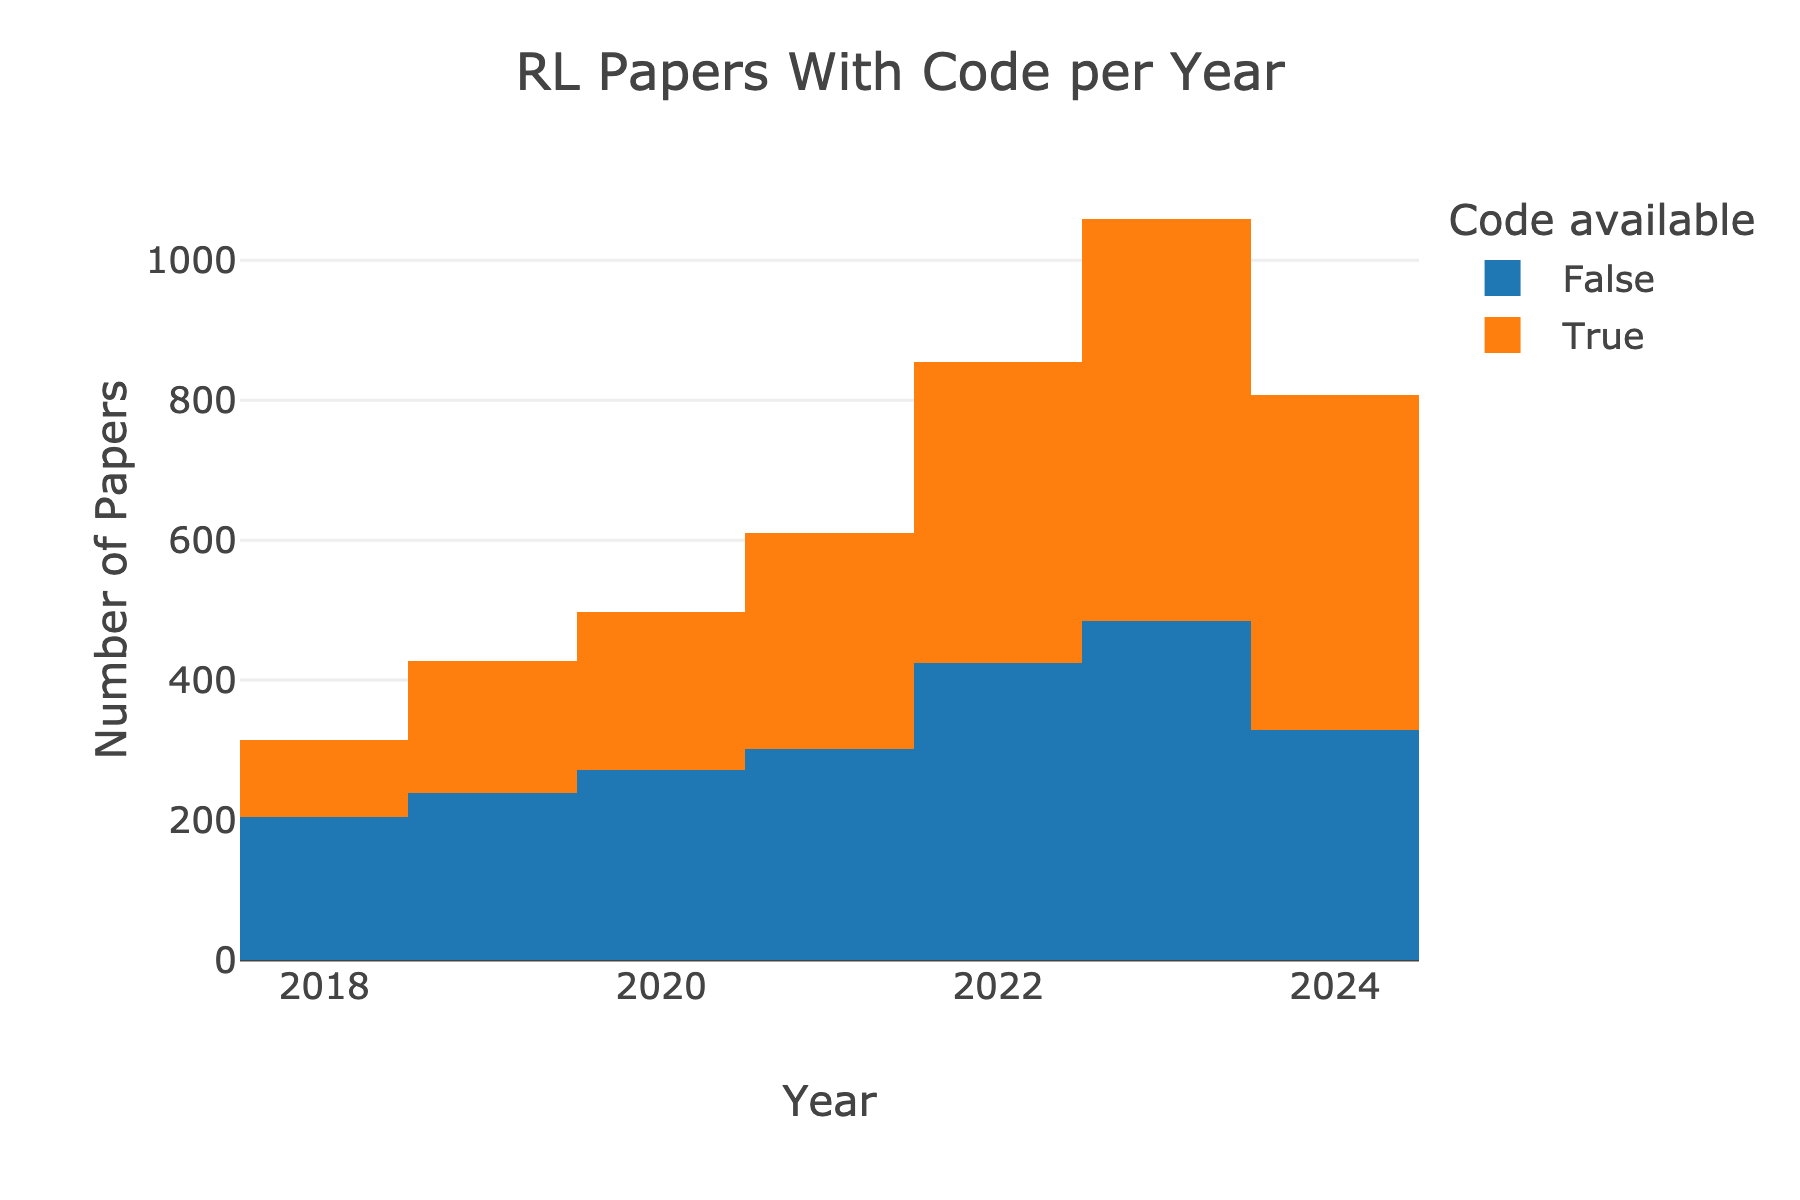 RL Papers With Code per Year
Code available
False
True
Number of Papers
1000
800
600
400
200
0
2018
2020
2022
2024
Year